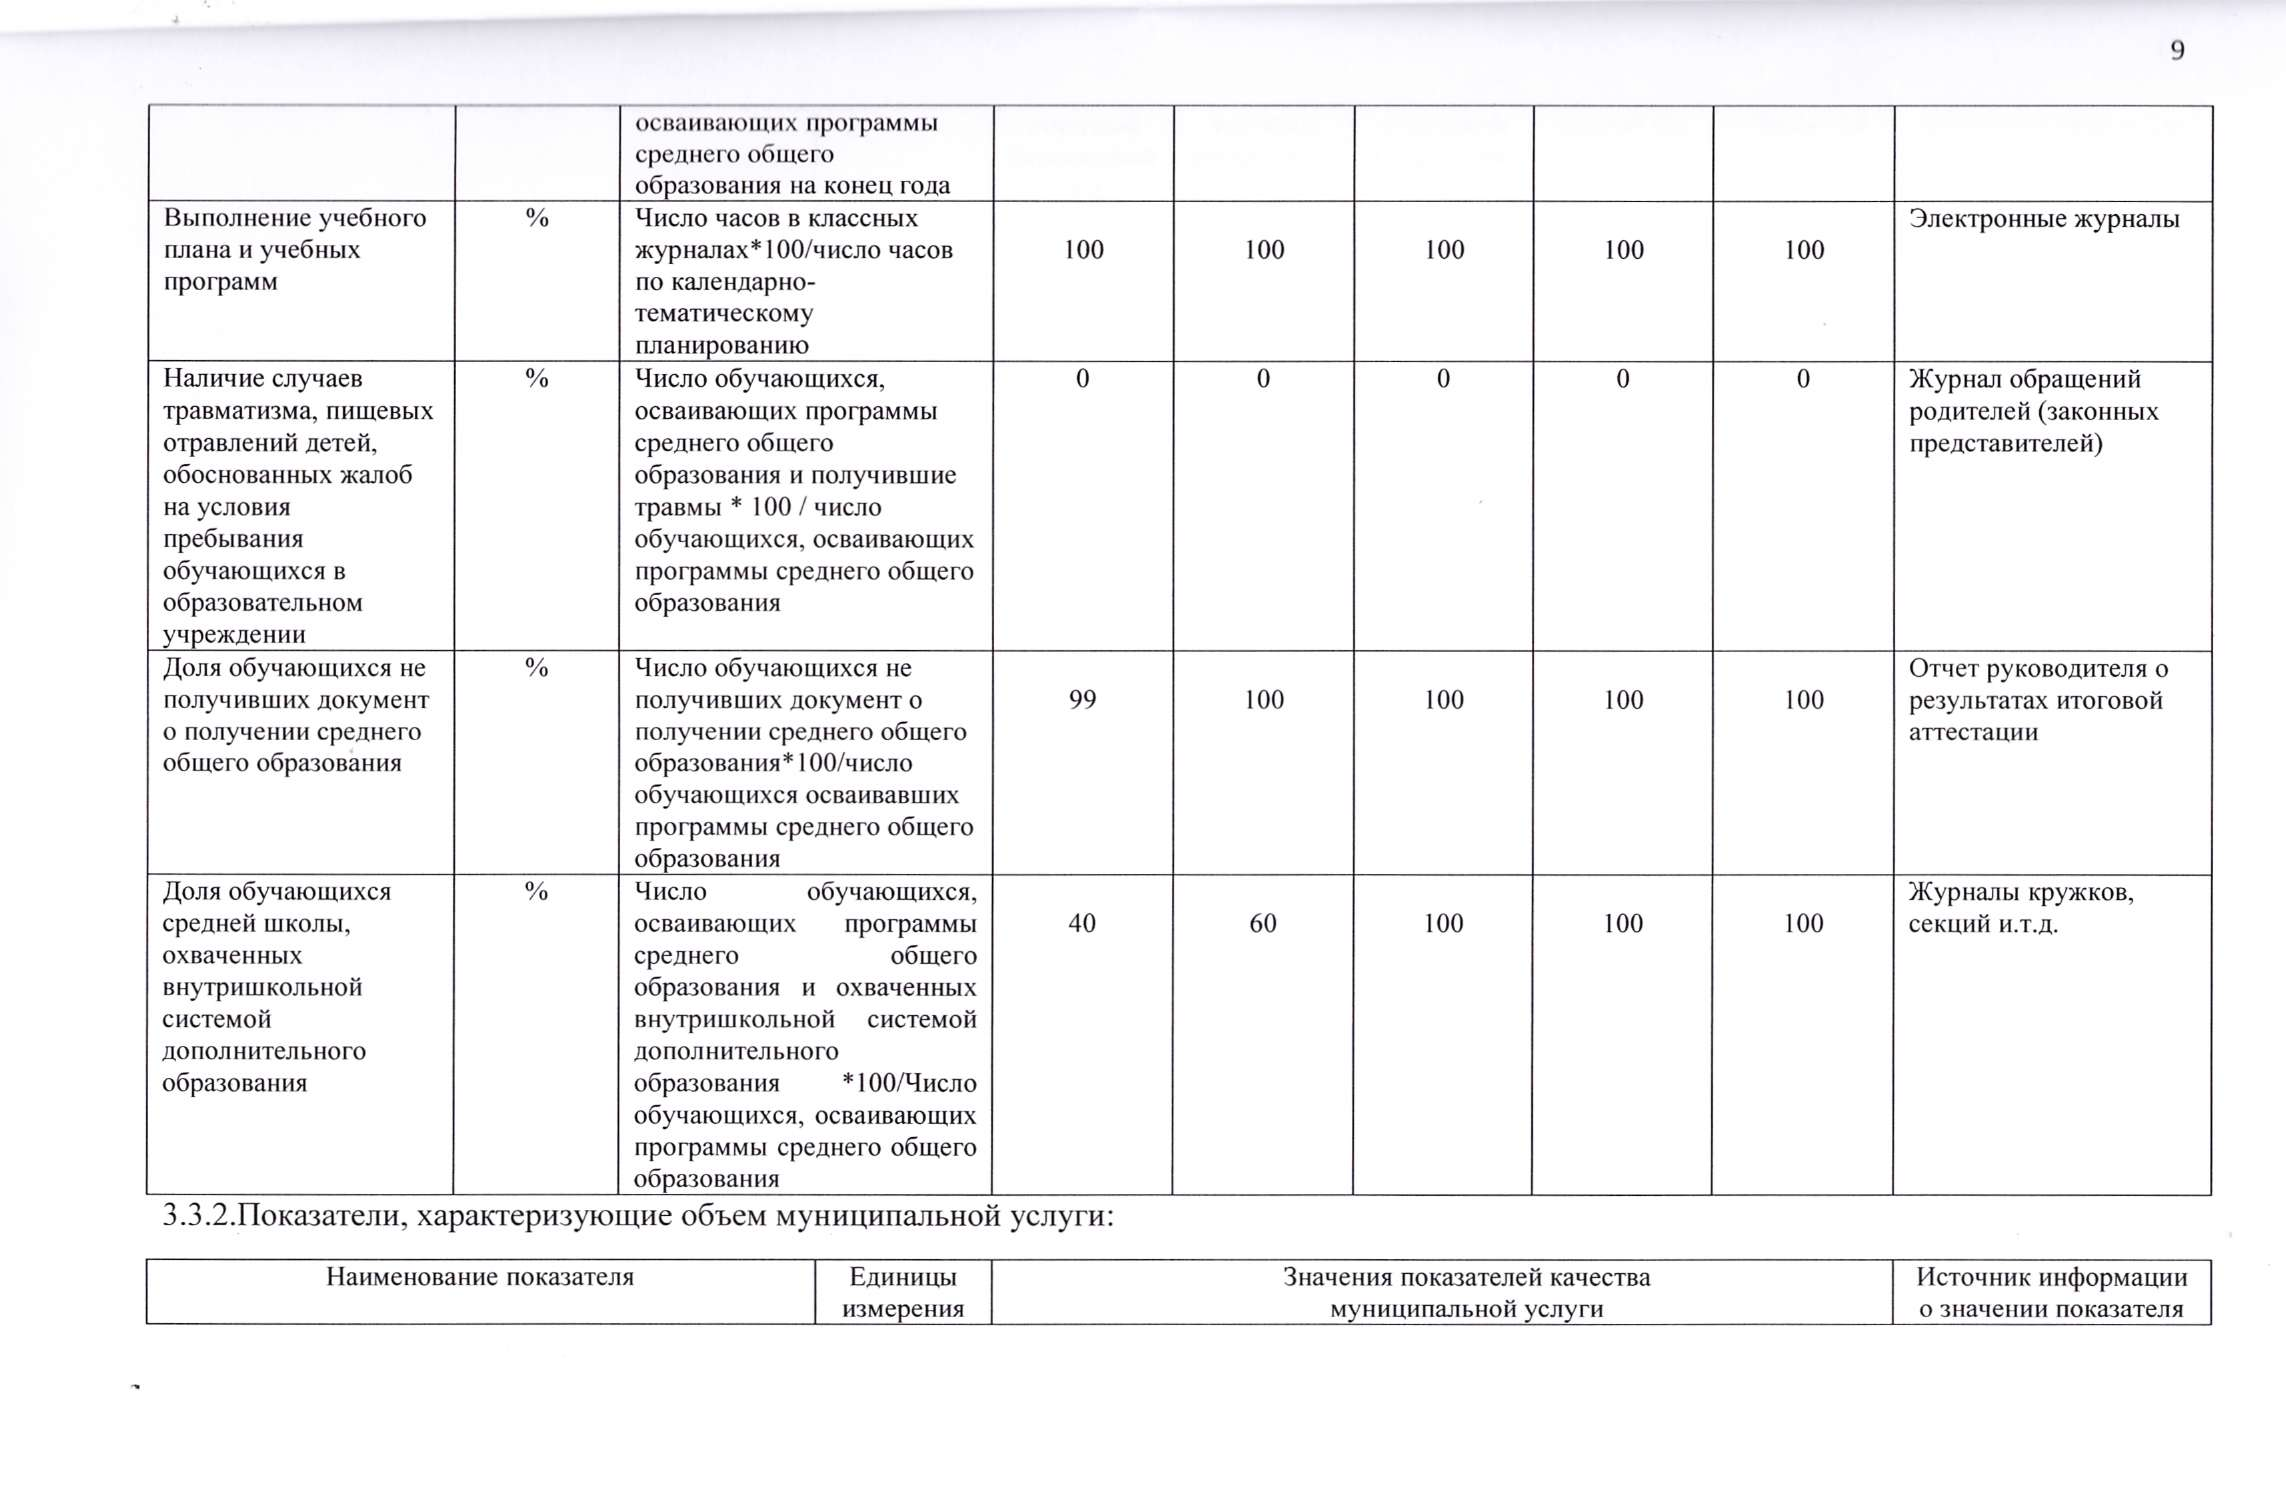 9
осваивающих программы
среднего общего
образования на конец года
Выполнение учебного
плана и учебных
программ
%
Число часов в классных
журналах*100/число часов
по календарно-
тематическому
планированию
100
100
100
100
100
Электронные журналы
Наличие случаев
травматизма, пищевых
отравлений детей,
обоснованных жалоб
на условия
пребывания
обучающихся в
образовательном
учреждении
%
Число обучающихся,
осваивающих программы
среднего общего
образования и получившие
травмы * 100 / число
обучающихся, осваивающих
программы среднего общего
образования
0
0
0
0
0
Журнал обращений
родителей (законных
представителей)
Доля обучающихся не
получивших документ
о получении среднего
общего образования
%
Число обучающихся не
получивших документ о
получении среднего общего
образования*100/число
обучающихся осваивавших
программы среднего общего
образования
99
100
100
100
100
Отчет руководителя о
результатах итоговой
аттестации
Доля обучающихся
средней школы,
охваченных
внутришкольной
системой
дополнительного
образования
%
Число обучающихся,
осваивающих программы
среднего общего
образования и охваченных
внутришкольной системой
дополнительного
образования *100/Число
обучающихся, осваивающих
программы среднего общего
образования
40
60
100
100
100
Журналы кружков,
секций и.т.д.
3.3.2.Показатели, характеризующие объем муниципальной услуги:
Наименование показателя
Единицы
измерения
Значения показателей качества
муниципальной услуги
Источник информации
о значении показателя